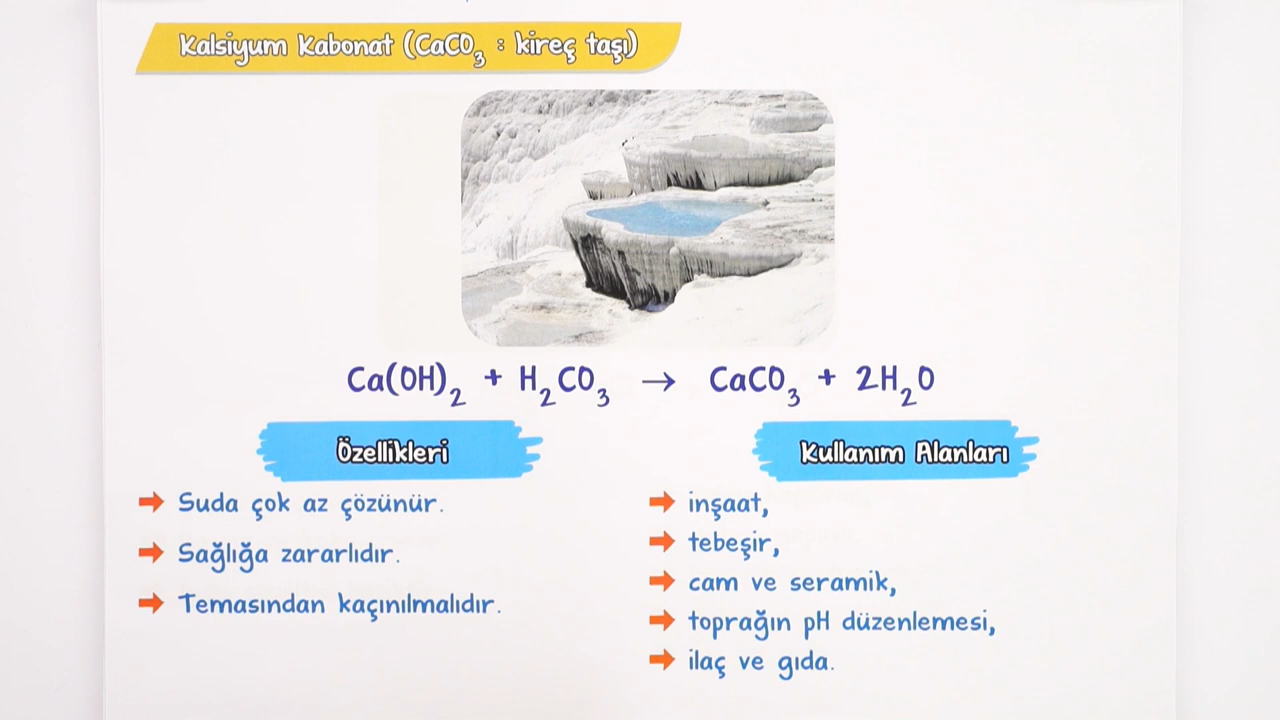 Kalsiyum Kabonat (CaCO₃ : kireç taşı)
Ca(OH)₂ + H₂CO₃ → CaCO₃ + 2H₂O
Özellikleri
Suda çok az çözünür.
Sağlığa zararlıdır.
Temasından kaçınılmalıdır.
Kullanım Alanları
inşaat,
tebeşir,
cam ve seramik,
toprağın pH düzenlemesi,
ilaç ve gıda.